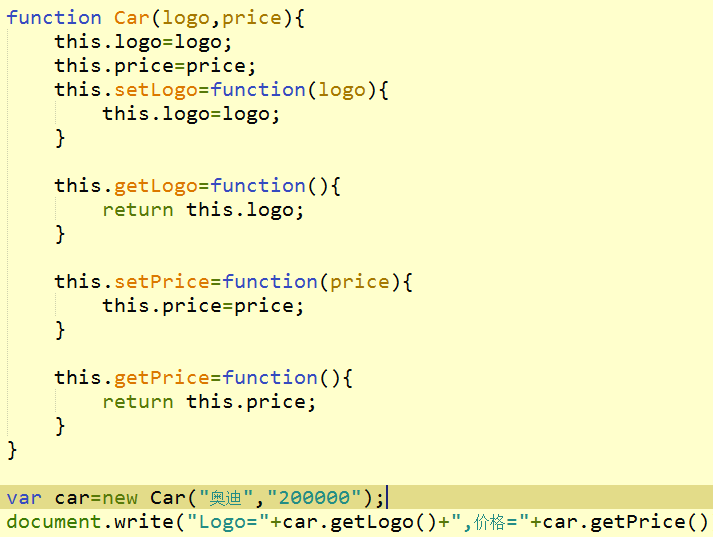 function Car(logo,price){
    this.logo=logo;
    this.price=price;
    this.setLogo=function(logo){
        this.logo=logo;
    }
    this.getLogo=function(){
        return this.logo;
    }
    this.setPrice=function(price){
        this.price=price;
    }
    this.getPrice=function(){
        return this.price;
    }
}
var car=new Car("奥迪","200000");
document.write("Logo="+car.getLogo()+",价格="+car.getPrice()